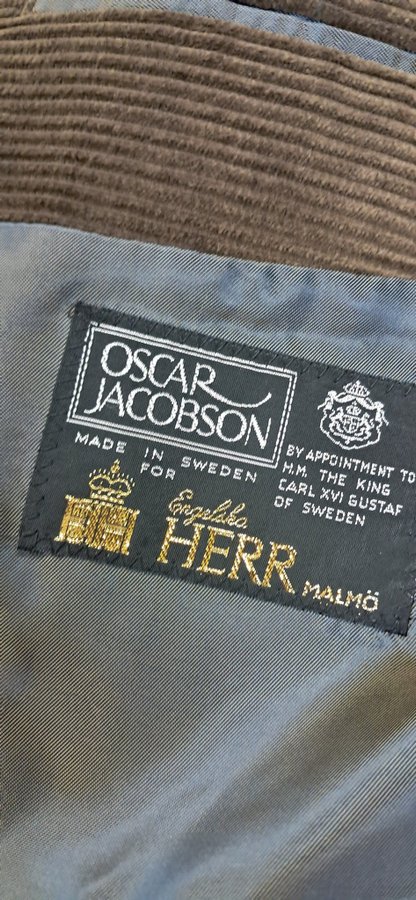 OSCAR
JACOBSON
MADE IN SWEDEN
FOR
BY APPOINTMENT TO
H.M. THE KING
CARL XVI GUSTAF
OF SWEDEN
Engelska
HERR MALMÖ